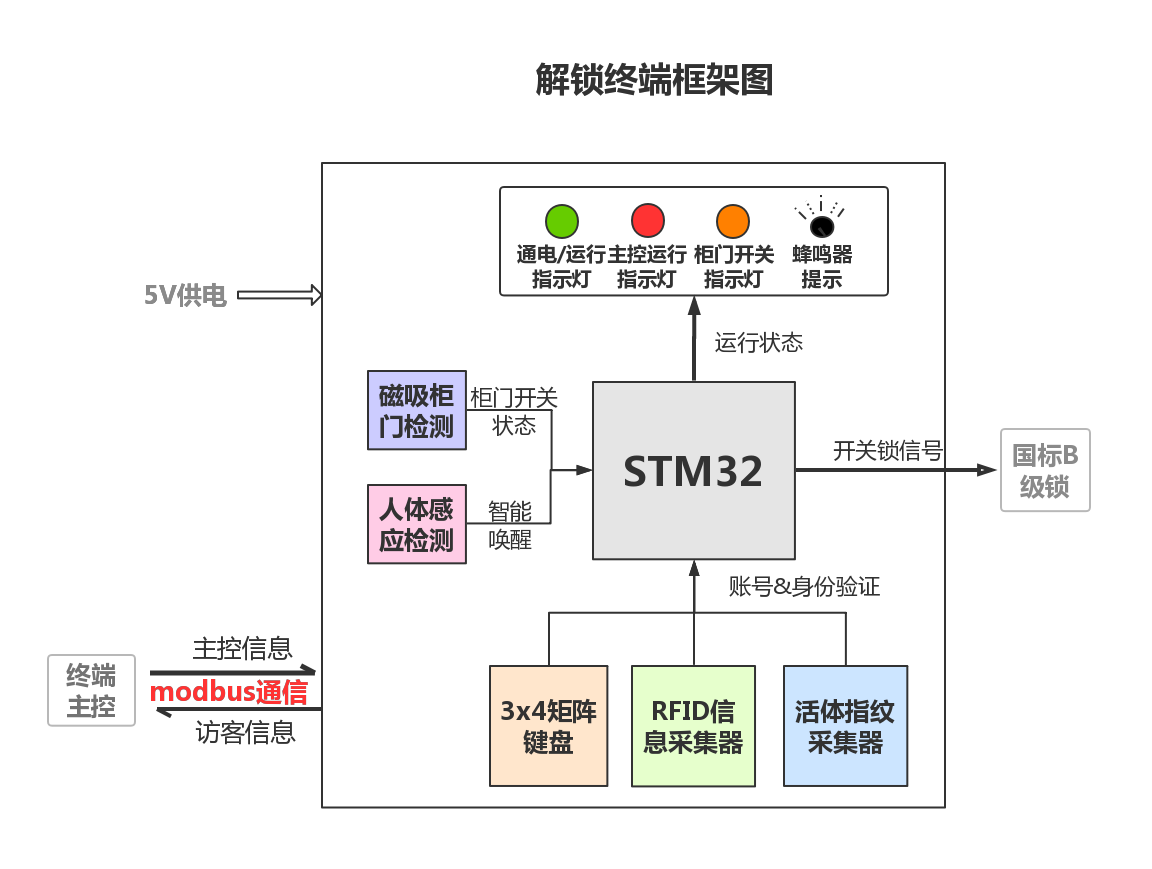 解锁终端框架图
通电/运行
指示灯
主控运行
指示灯
柜门开关
指示灯
蜂鸣器
提示
5V供电
运行状态
磁吸柜
门检测
柜门开关
状态
STM32
开关锁信号
国标B
级锁
人体感
应检测
智能
唤醒
账号&身份验证
终端
主控
主控信息
modbus通信
访客信息
3x4矩阵
键盘
RFID信
息采集器
活体指纹
采集器